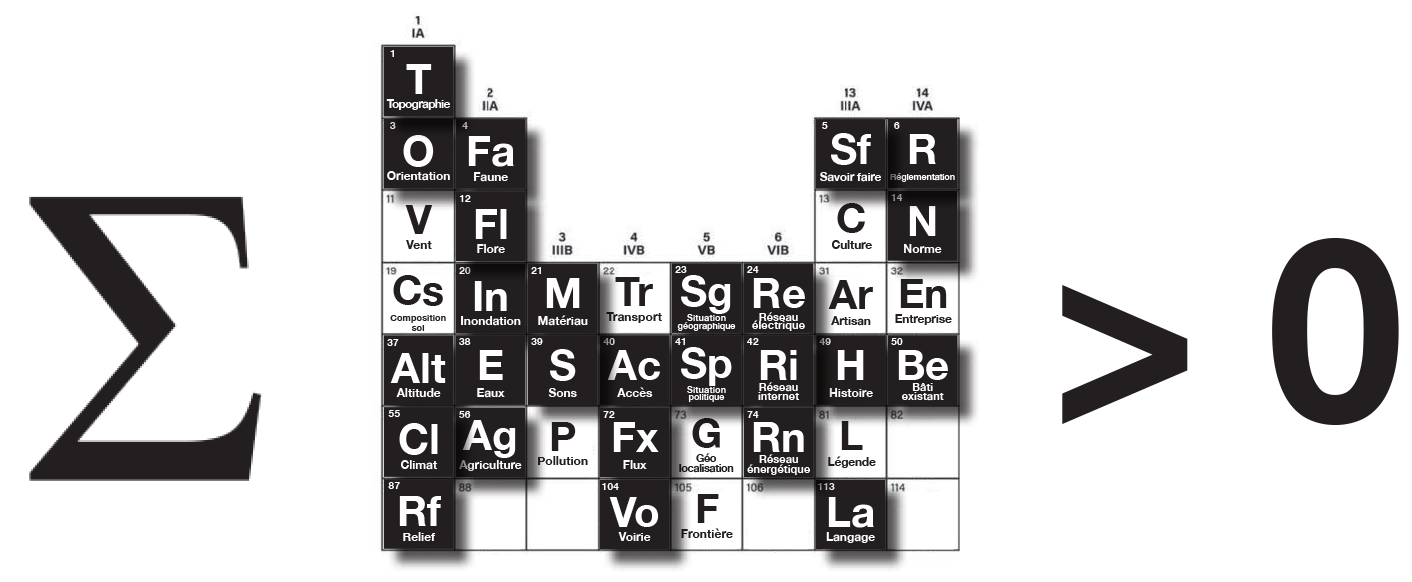 1
IA
1
T
Topographie
2
IIA
13
IIIA
14
IVA
3
O
Orientation
4
Fa
Faune
5
Sf
Savoir faire
6
R
Réglementation
11
V
Vent
12
Fl
Flore
13
C
Culture
14
N
Norme
3
IIIB
4
IVB
5
VB
6
VIB
19
Cs
Composition
sol
20
In
Inondation
21
M
Matériau
22
Tr
Transport
23
Sg
Situation
géographique
24
Re
Réseau
électrique
31
Ar
Artisan
32
En
Entreprise
37
Alt
Altitude
38
E
Eaux
39
S
Sons
40
Ac
Accès
41
Sp
Situation
politique
42
Ri
Réseau
internet
49
H
Histoire
50
Be
Bâti
existant
55
Cl
Climat
56
Ag
Agriculture
P
Pollution
72
Fx
Flux
73
G
Géo
localisation
74
Rn
Réseau
énergétique
81
L
Légende
82
87
Rf
Relief
88
104
Vo
Voirie
105
F
Frontière
106
113
La
Langage
114
Σ > 0